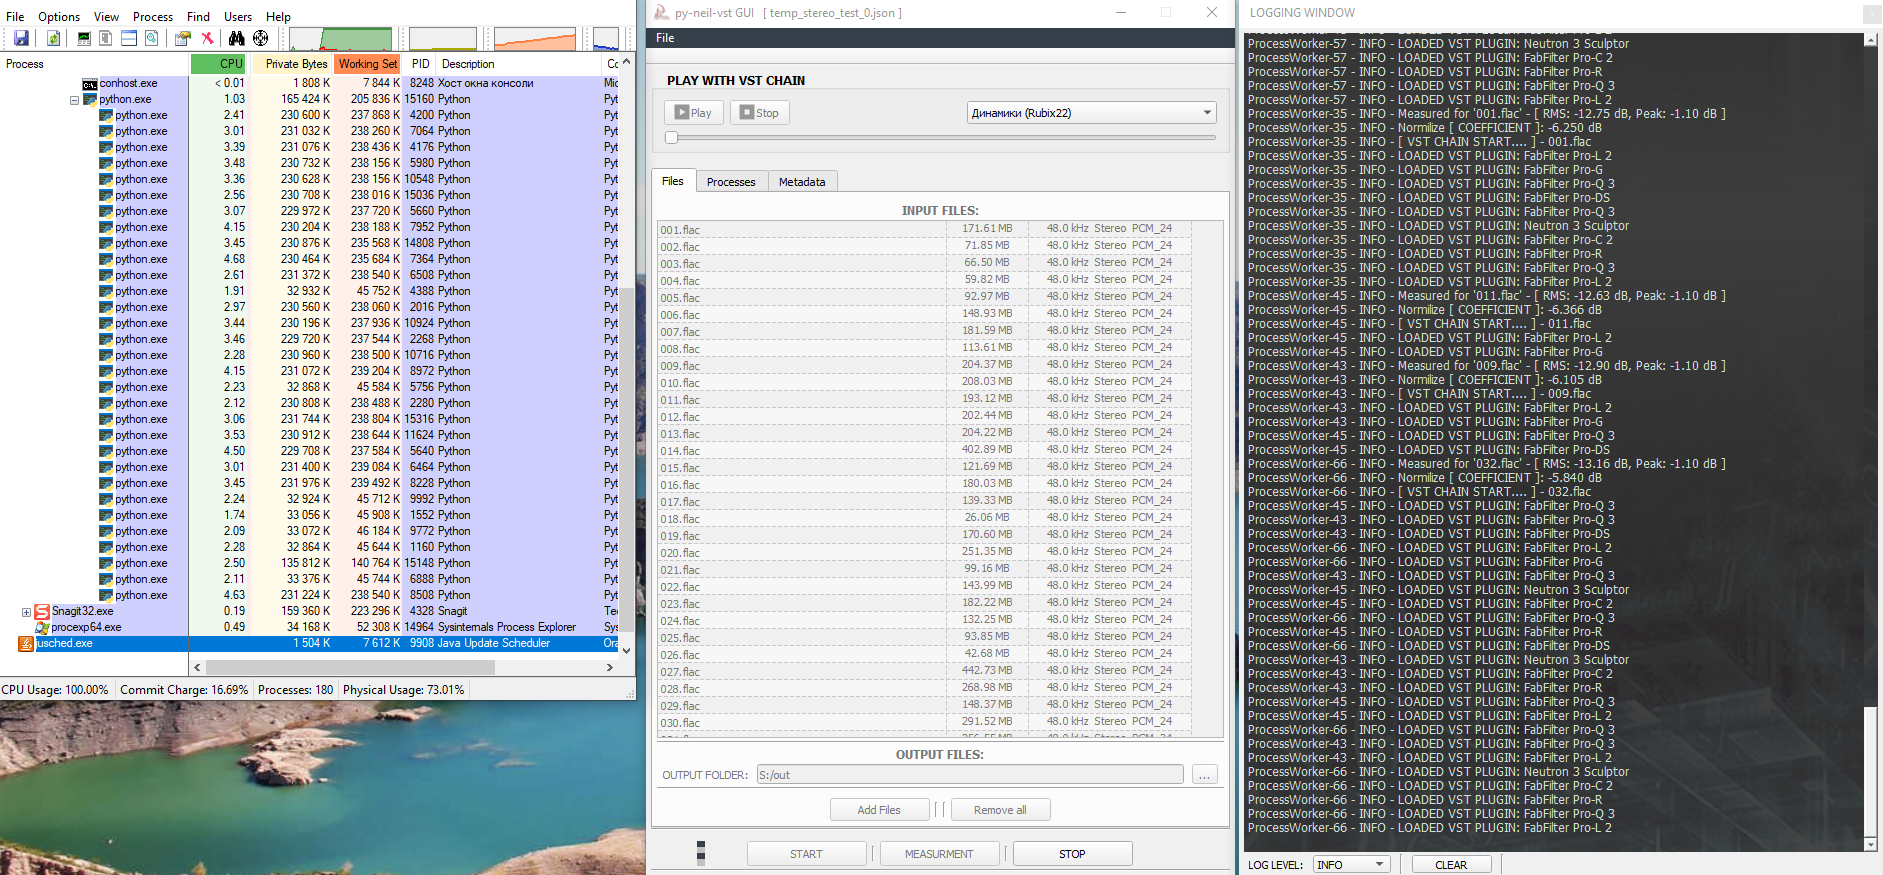 File Options View Process Find Users Help
Process CPU Private Bytes Working Set PID Description Cc
conhost.exe < 0.01 1 808 K 7 844 K 8248 Хост окна консоли Mic
python.exe 1.03 165 424 K 205 836 K 15160 Python Pyt
python.exe 2.41 230 600 K 237 868 K 4200 Python Pyt
python.exe 3.01 231 032 K 238 260 K 7064 Python Pyt
python.exe 3.39 231 076 K 238 436 K 4176 Python Pyt
python.exe 3.48 230 732 K 238 156 K 5980 Python Pyt
python.exe 3.36 230 628 K 238 156 K 10548 Python Pyt
python.exe 2.56 230 708 K 238 016 K 15036 Python Pyt
python.exe 3.07 229 972 K 237 720 K 5660 Python Pyt
python.exe 4.15 230 204 K 238 188 K 7952 Python Pyt
python.exe 3.45 230 876 K 235 568 K 14808 Python Pyt
python.exe 4.68 230 464 K 235 684 K 7364 Python Pyt
python.exe 2.61 231 372 K 238 540 K 6508 Python Pyt
python.exe 1.91 32 932 K 45 752 K 4388 Python Pyt
python.exe 2.97 230 560 K 238 060 K 2016 Python Pyt
python.exe 3.44 230 196 K 237 936 K 10924 Python Pyt
python.exe 3.46 229 720 K 237 544 K 2268 Python Pyt
python.exe 2.28 230 960 K 238 500 K 10716 Python Pyt
python.exe 4.15 231 072 K 239 204 K 8972 Python Pyt
python.exe 2.23 32 868 K 45 584 K 5756 Python Pyt
python.exe 2.12 230 808 K 238 488 K 2280 Python Pyt
python.exe 3.06 231 744 K 238 804 K 15316 Python Pyt
python.exe 3.53 230 912 K 238 644 K 11624 Python Pyt
python.exe 4.50 229 708 K 237 584 K 5640 Python Pyt
python.exe 3.01 231 400 K 239 084 K 6464 Python Pyt
python.exe 3.45 231 976 K 239 492 K 8228 Python Pyt
python.exe 2.24 32 924 K 45 712 K 9992 Python Pyt
python.exe 1.74 33 056 K 45 908 K 1552 Python Pyt
python.exe 2.09 33 072 K 46 184 K 9772 Python Pyt
python.exe 2.28 32 864 K 45 644 K 1160 Python Pyt
python.exe 2.50 135 812 K 140 764 K 15148 Python Pyt
python.exe 2.11 33 376 K 45 744 K 6888 Python Pyt
python.exe 4.63 231 224 K 238 540 K 8508 Python Pyt
Snagit32.exe 0.19 159 360 K 223 296 K 4328 Snagit Tec
procexp64.exe 0.49 34 168 K 52 308 K 14964 Sysinternals Process Explorer Sys
jusched.exe 1 504 K 7 612 K 9908 Java Update Scheduler Ora
CPU Usage: 100.00% Commit Charge: 16.69% Processes: 180 Physical Usage: 73.01%
py-neil-vst GUI [ temp_stereo_test_0.json ]
File
PLAY WITH VST CHAIN
Play Stop Динамики (Rubix22)
Files Processes Metadata
INPUT FILES:
001.flac 171.61 MB 48.0 kHz Stereo PCM_24
002.flac 71.85 MB 48.0 kHz Stereo PCM_24
003.flac 66.50 MB 48.0 kHz Stereo PCM_24
004.flac 59.82 MB 48.0 kHz Stereo PCM_24
005.flac 92.97 MB 48.0 kHz Stereo PCM_24
006.flac 148.93 MB 48.0 kHz Stereo PCM_24
007.flac 181.59 MB 48.0 kHz Stereo PCM_24
008.flac 113.61 MB 48.0 kHz Stereo PCM_24
009.flac 204.37 MB 48.0 kHz Stereo PCM_24
010.flac 208.03 MB 48.0 kHz Stereo PCM_24
011.flac 193.12 MB 48.0 kHz Stereo PCM_24
012.flac 202.44 MB 48.0 kHz Stereo PCM_24
013.flac 204.22 MB 48.0 kHz Stereo PCM_24
014.flac 402.89 MB 48.0 kHz Stereo PCM_24
015.flac 121.69 MB 48.0 kHz Stereo PCM_24
016.flac 180.03 MB 48.0 kHz Stereo PCM_24
017.flac 139.33 MB 48.0 kHz Stereo PCM_24
018.flac 26.06 MB 48.0 kHz Stereo PCM_24
019.flac 170.60 MB 48.0 kHz Stereo PCM_24
020.flac 251.35 MB 48.0 kHz Stereo PCM_24
021.flac 99.16 MB 48.0 kHz Stereo PCM_24
022.flac 143.99 MB 48.0 kHz Stereo PCM_24
023.flac 182.22 MB 48.0 kHz Stereo PCM_24
024.flac 132.25 MB 48.0 kHz Stereo PCM_24
025.flac 93.85 MB 48.0 kHz Stereo PCM_24
026.flac 42.68 MB 48.0 kHz Stereo PCM_24
027.flac 442.73 MB 48.0 kHz Stereo PCM_24
028.flac 268.98 MB 48.0 kHz Stereo PCM_24
029.flac 148.37 MB 48.0 kHz Stereo PCM_24
030.flac 291.52 MB 48.0 kHz Stereo PCM_24
OUTPUT FILES:
OUTPUT FOLDER: S:/out ...
Add Files Remove all
START MEASURMENT STOP
LOGGING WINDOW
ProcessWorker-57 - INFO - LOADED VST PLUGIN: Neutron 3 Sculptor
ProcessWorker-57 - INFO - LOADED VST PLUGIN: FabFilter Pro-C 2
ProcessWorker-57 - INFO - LOADED VST PLUGIN: FabFilter Pro-R
ProcessWorker-57 - INFO - LOADED VST PLUGIN: FabFilter Pro-Q 3
ProcessWorker-57 - INFO - LOADED VST PLUGIN: FabFilter Pro-L 2
ProcessWorker-35 - INFO - Measured for '001.flac' - [ RMS: -12.75 dB, Peak: -1.10 dB ]
ProcessWorker-35 - INFO - Normilize [ COEFFICIENT ]: -6.250 dB
ProcessWorker-35 - INFO - [ VST CHAIN START.... ] - 001.flac
ProcessWorker-35 - INFO - LOADED VST PLUGIN: FabFilter Pro-L 2
ProcessWorker-35 - INFO - LOADED VST PLUGIN: FabFilter Pro-G
ProcessWorker-35 - INFO - LOADED VST PLUGIN: FabFilter Pro-Q 3
ProcessWorker-35 - INFO - LOADED VST PLUGIN: FabFilter Pro-DS
ProcessWorker-35 - INFO - LOADED VST PLUGIN: FabFilter Pro-Q 3
ProcessWorker-35 - INFO - LOADED VST PLUGIN: Neutron 3 Sculptor
ProcessWorker-35 - INFO - LOADED VST PLUGIN: FabFilter Pro-C 2
ProcessWorker-35 - INFO - LOADED VST PLUGIN: FabFilter Pro-R
ProcessWorker-35 - INFO - LOADED VST PLUGIN: FabFilter Pro-Q 3
ProcessWorker-35 - INFO - LOADED VST PLUGIN: FabFilter Pro-L 2
ProcessWorker-45 - INFO - Measured for '011.flac' - [ RMS: -12.63 dB, Peak: -1.10 dB ]
ProcessWorker-45 - INFO - Normilize [ COEFFICIENT ]: -6.366 dB
ProcessWorker-45 - INFO - [ VST CHAIN START.... ] - 011.flac
ProcessWorker-45 - INFO - LOADED VST PLUGIN: FabFilter Pro-L 2
ProcessWorker-45 - INFO - LOADED VST PLUGIN: FabFilter Pro-G
ProcessWorker-43 - INFO - Measured for '009.flac' - [ RMS: -12.90 dB, Peak: -1.10 dB ]
ProcessWorker-43 - INFO - Normilize [ COEFFICIENT ]: -6.105 dB
ProcessWorker-43 - INFO - [ VST CHAIN START.... ] - 009.flac
ProcessWorker-43 - INFO - LOADED VST PLUGIN: FabFilter Pro-L 2
ProcessWorker-43 - INFO - LOADED VST PLUGIN: FabFilter Pro-G
ProcessWorker-43 - INFO - LOADED VST PLUGIN: FabFilter Pro-Q 3
ProcessWorker-45 - INFO - LOADED VST PLUGIN: FabFilter Pro-DS
ProcessWorker-66 - INFO - Measured for '032.flac' - [ RMS: -13.16 dB, Peak: -1.10 dB ]
ProcessWorker-66 - INFO - Normilize [ COEFFICIENT ]: -5.840 dB
ProcessWorker-66 - INFO - [ VST CHAIN START.... ] - 032.flac
ProcessWorker-45 - INFO - LOADED VST PLUGIN: FabFilter Pro-Q 3
ProcessWorker-43 - INFO - LOADED VST PLUGIN: FabFilter Pro-Q 3
ProcessWorker-43 - INFO - LOADED VST PLUGIN: FabFilter Pro-DS
ProcessWorker-66 - INFO - LOADED VST PLUGIN: FabFilter Pro-L 2
ProcessWorker-66 - INFO - LOADED VST PLUGIN: FabFilter Pro-G
ProcessWorker-43 - INFO - LOADED VST PLUGIN: FabFilter Pro-Q 3
ProcessWorker-45 - INFO - LOADED VST PLUGIN: Neutron 3 Sculptor
ProcessWorker-45 - INFO - LOADED VST PLUGIN: FabFilter Pro-C 2
ProcessWorker-66 - INFO - LOADED VST PLUGIN: FabFilter Pro-Q 3
ProcessWorker-45 - INFO - LOADED VST PLUGIN: FabFilter Pro-R
ProcessWorker-66 - INFO - LOADED VST PLUGIN: FabFilter Pro-DS
ProcessWorker-43 - INFO - LOADED VST PLUGIN: Neutron 3 Sculptor
ProcessWorker-43 - INFO - LOADED VST PLUGIN: FabFilter Pro-C 2
ProcessWorker-43 - INFO - LOADED VST PLUGIN: FabFilter Pro-R
ProcessWorker-45 - INFO - LOADED VST PLUGIN: FabFilter Pro-Q 3
ProcessWorker-45 - INFO - LOADED VST PLUGIN: FabFilter Pro-L 2
ProcessWorker-66 - INFO - LOADED VST PLUGIN: FabFilter Pro-Q 3
ProcessWorker-43 - INFO - LOADED VST PLUGIN: FabFilter Pro-Q 3
ProcessWorker-43 - INFO - LOADED VST PLUGIN: FabFilter Pro-L 2
ProcessWorker-66 - INFO - LOADED VST PLUGIN: Neutron 3 Sculptor
ProcessWorker-66 - INFO - LOADED VST PLUGIN: FabFilter Pro-C 2
ProcessWorker-66 - INFO - LOADED VST PLUGIN: FabFilter Pro-R
ProcessWorker-66 - INFO - LOADED VST PLUGIN: FabFilter Pro-Q 3
ProcessWorker-66 - INFO - LOADED VST PLUGIN: FabFilter Pro-L 2
LOG LEVEL: INFO CLEAR